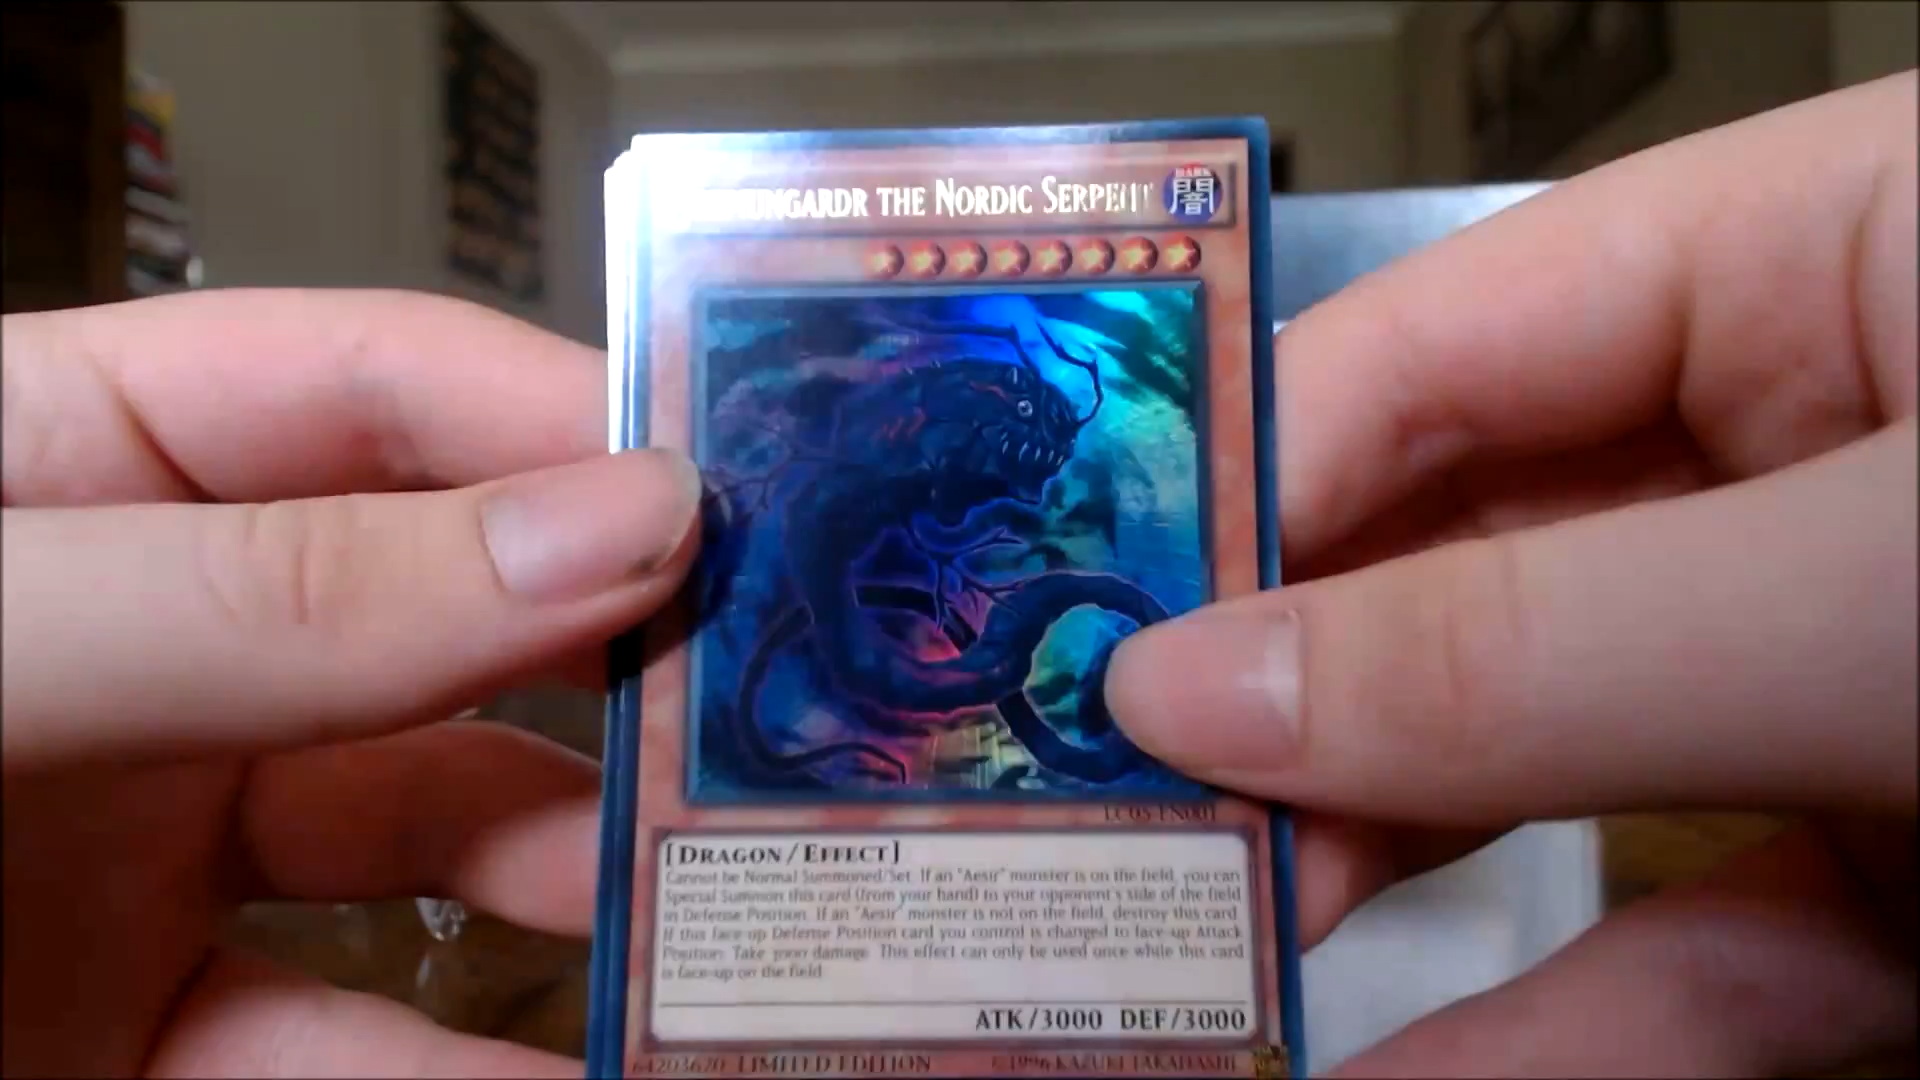 THE NORDIC SERPENT
DARK
闇
LC05-EN001
[DRAGON/EFFECT]
Cannot be Normal Summoned/Set. If an "Aesir" monster is on the field, you can
Special Summon this card (from your hand) to your opponent's side of the field
in Defense Position. If an "Aesir" monster is not on the field, destroy this card.
If this face-up Defense Position card you control is changed to face-up Attack
Position: Take 3000 damage. This effect can only be used once while this card
is face-up on the field.
ATK/3000 DEF/3000
64203620 LIMITED EDITION ©1996 KAZUKI TAKAHASHI